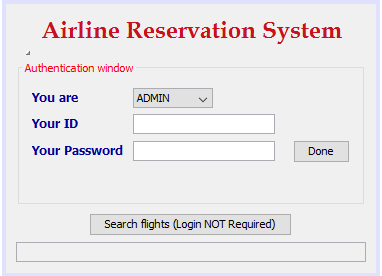 Airline Reservation System
Authentication window
You are ADMIN
Your ID
Your Password Done
Search flights (Login NOT Required)